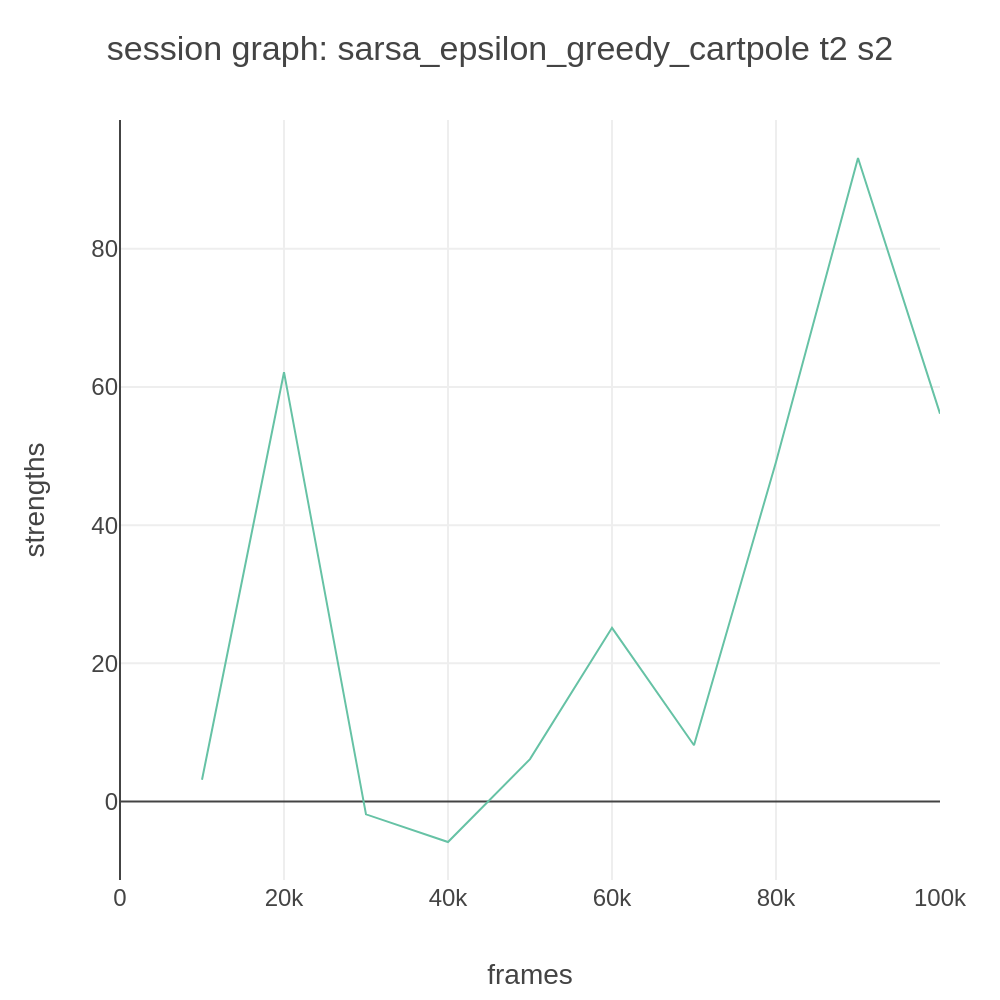 session graph: sarsa_epsilon_greedy_cartpole t2 s2
80
60
40
20
0
strengths
0 20k 40k 60k 80k 100k
frames